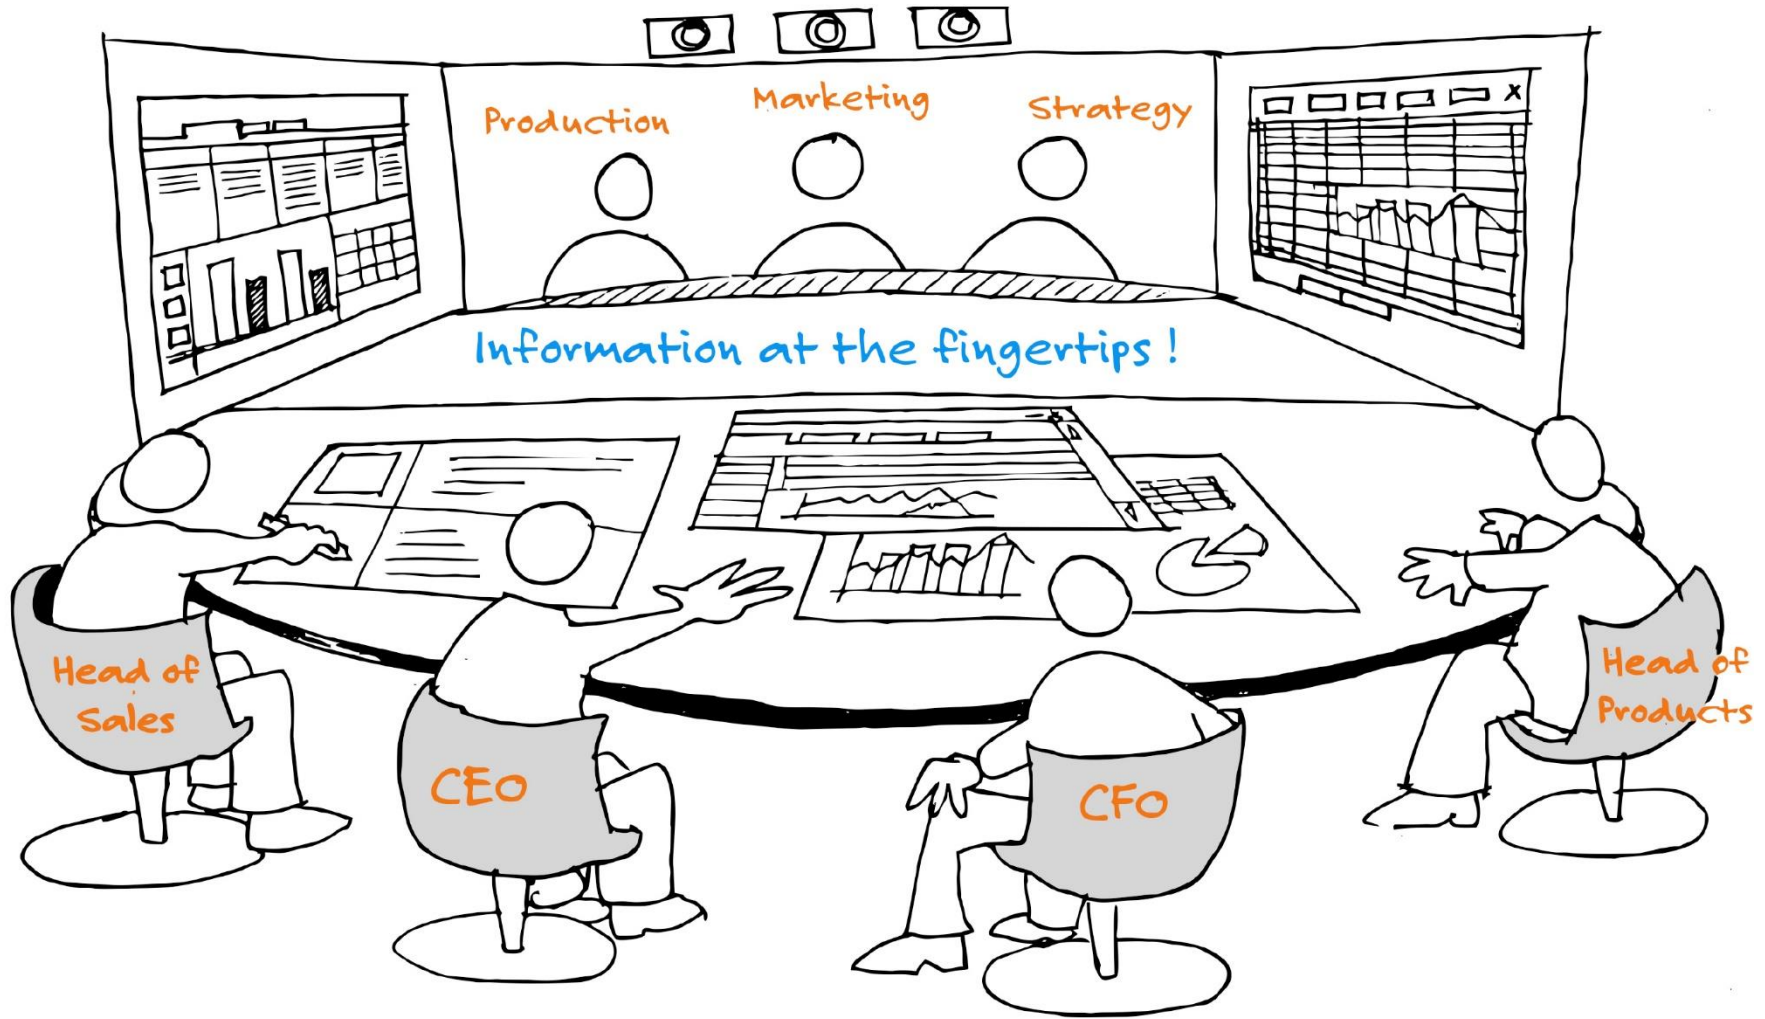 Production
Marketing
Strategy
X
Information at the fingertips!
Head of
Sales
CEO
CFO
Head of
Products